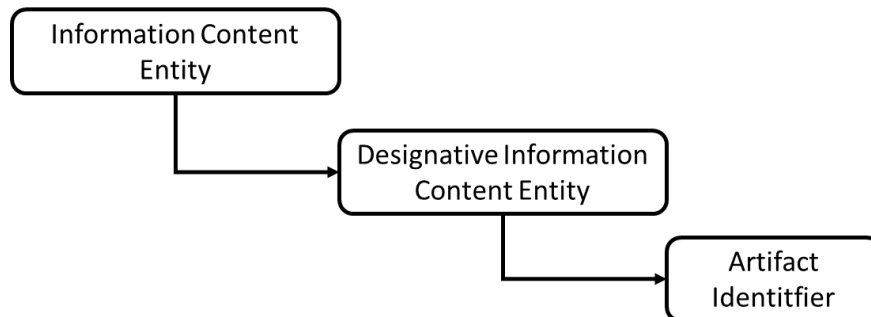 Information Content
Entity
Designative Information
Content Entity
Artifact
Identitfier